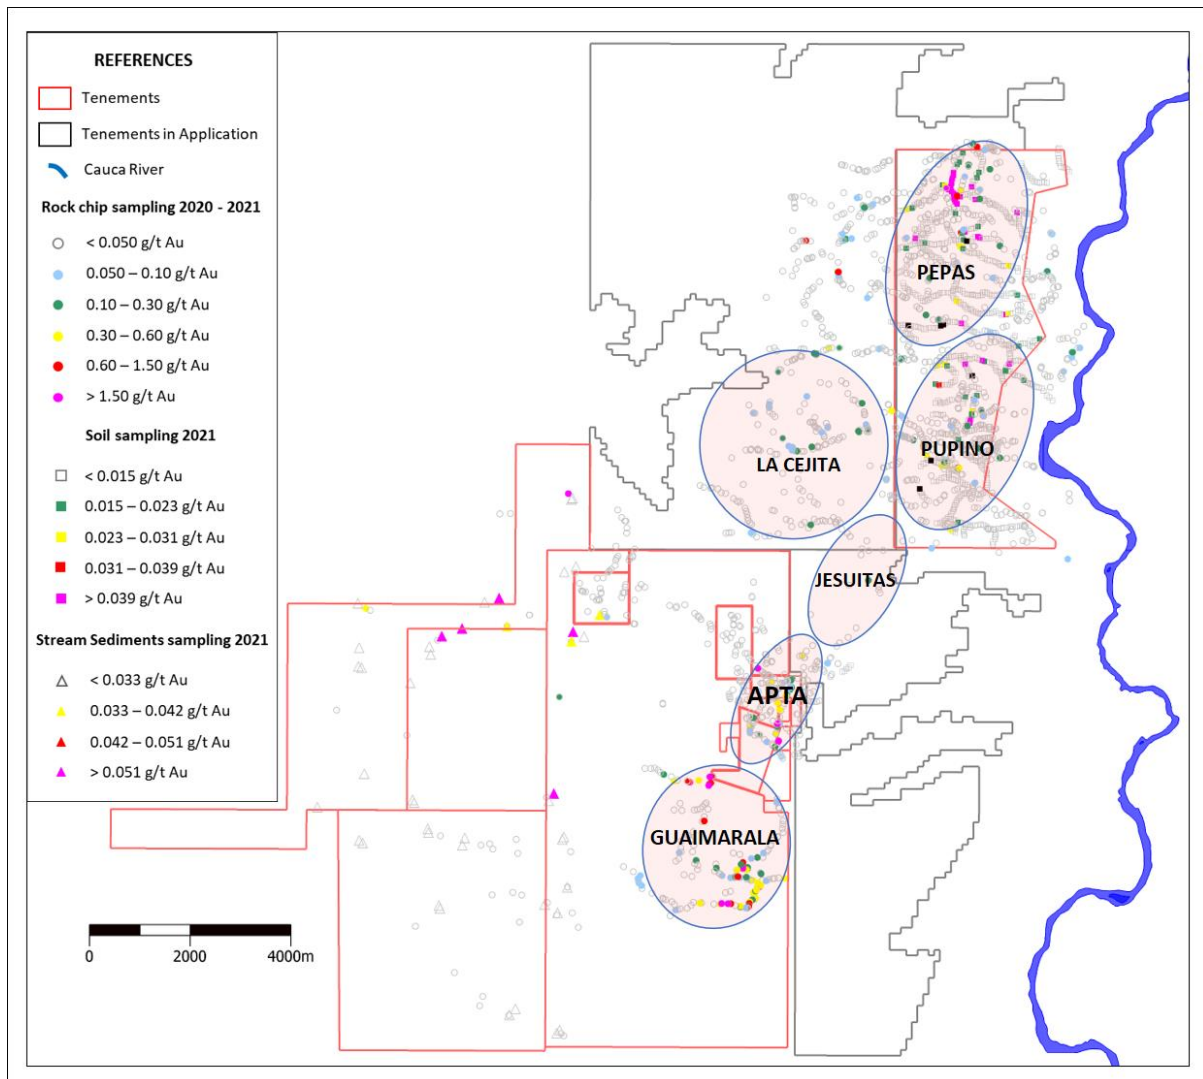 REFERENCES
Tenements
Tenements in Application
Cauca River
Rock chip sampling 2020 - 2021
< 0.050 g/t Au
0.050 – 0.10 g/t Au
0.10 – 0.30 g/t Au
0.30 – 0.60 g/t Au
0.60 - 1.50 g/t Au
> 1.50 g/t Au
Soil sampling 2021
< 0.015 g/t Au
0.015 – 0.023 g/t Au
0.023 – 0.031 g/t Au
0.031 – 0.039 g/t Au
> 0.039 g/t Au
Stream Sediments sampling 2021
< 0.033 g/t Au
0.033 – 0.042 g/t Au
0.042 – 0.051 g/t Au
> 0.051 g/t Au
PEPAS
PUPINO
LA CEJITA
JESUITAS
APTA
GUAIMARALA
0 2000 4000m